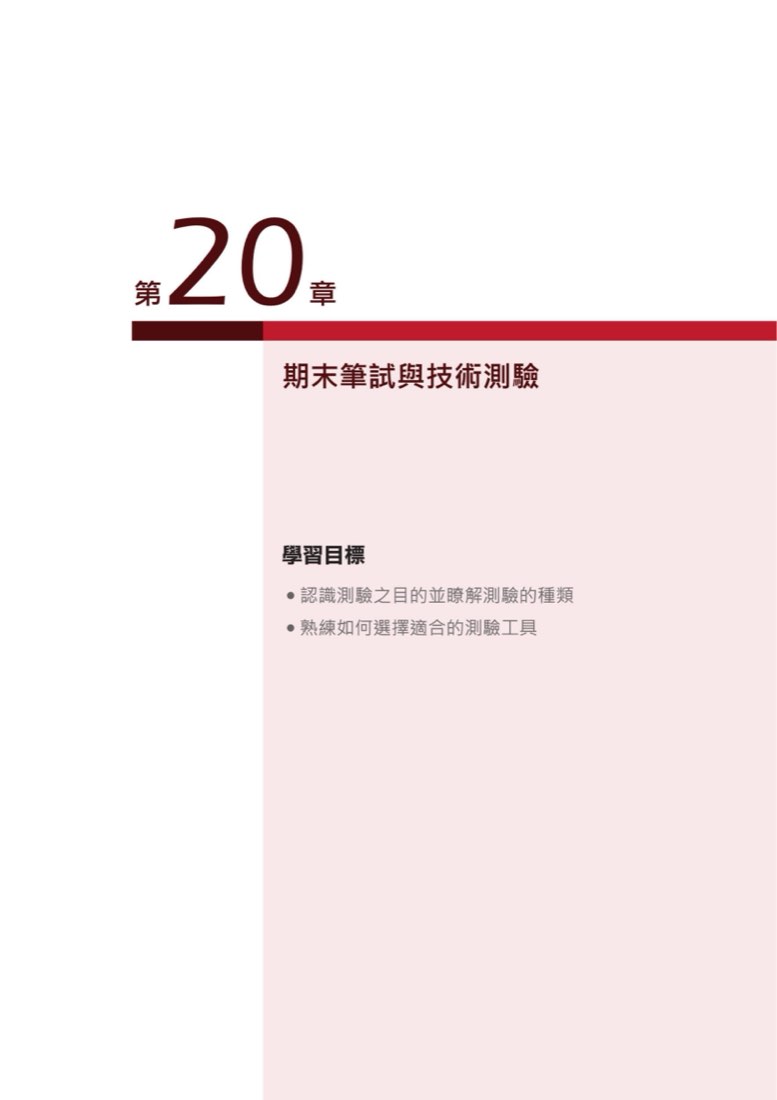 第20章
期末筆試與技術測驗
學習目標
●認識測驗之目的並瞭解測驗的種類
●熟練如何選擇適合的測驗工具